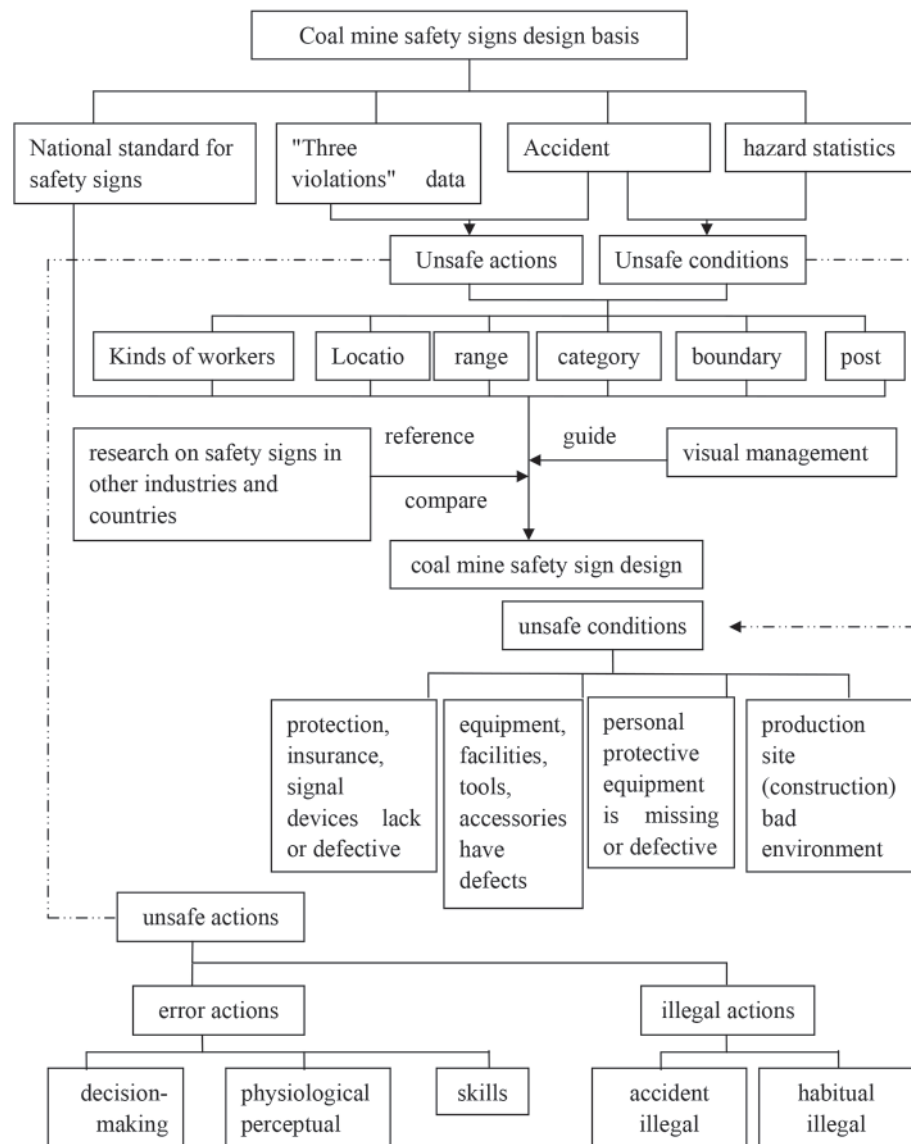 Coal mine safety signs design basis
National standard for
safety signs
"Three
violations" data
Accident
hazard statistics
Unsafe actions
Unsafe conditions
Kinds of workers
Locatio
range
category
boundary
post
reference
guide
research on safety signs in
other industries and
countries
visual management
compare
coal mine safety sign design
unsafe conditions
protection,
insurance,
signal
devices lack
or defective
equipment,
facilities,
tools,
accessories
have
defects
personal
protective
equipment
is missing
or defective
production
site
(construction)
bad
environment
unsafe actions
error actions
illegal actions
decision-
making
physiological
perceptual
skills
accident
illegal
habitual
illegal